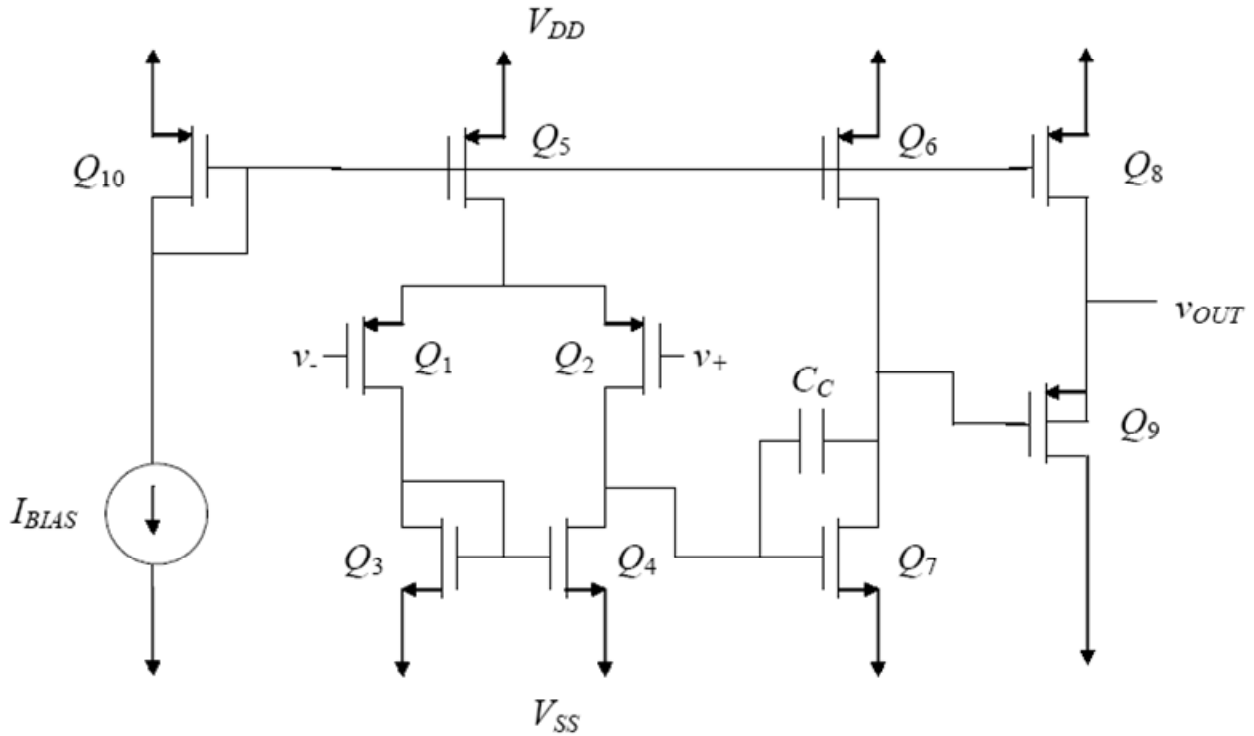 V_DD
Q_10
Q_5
Q_6
Q_8
v_OUT
v_-
Q_1
Q_2
v_+
C_C
Q_9
I_BIAS
Q_3
Q_4
Q_7
V_SS